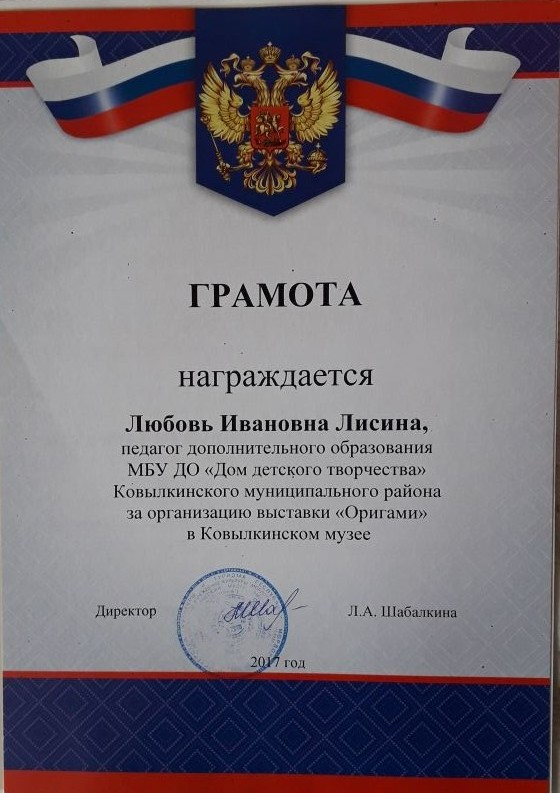 ГРАМОТА
награждается
Любовь Ивановна Лисина,
педагог дополнительного образования
МБУ ДО «Дом детского творчества»
Ковылкинского муниципального района
за организацию выставки «Оригами»
в Ковылкинском музее
Директор Л.А. Шабалкина
2017 год